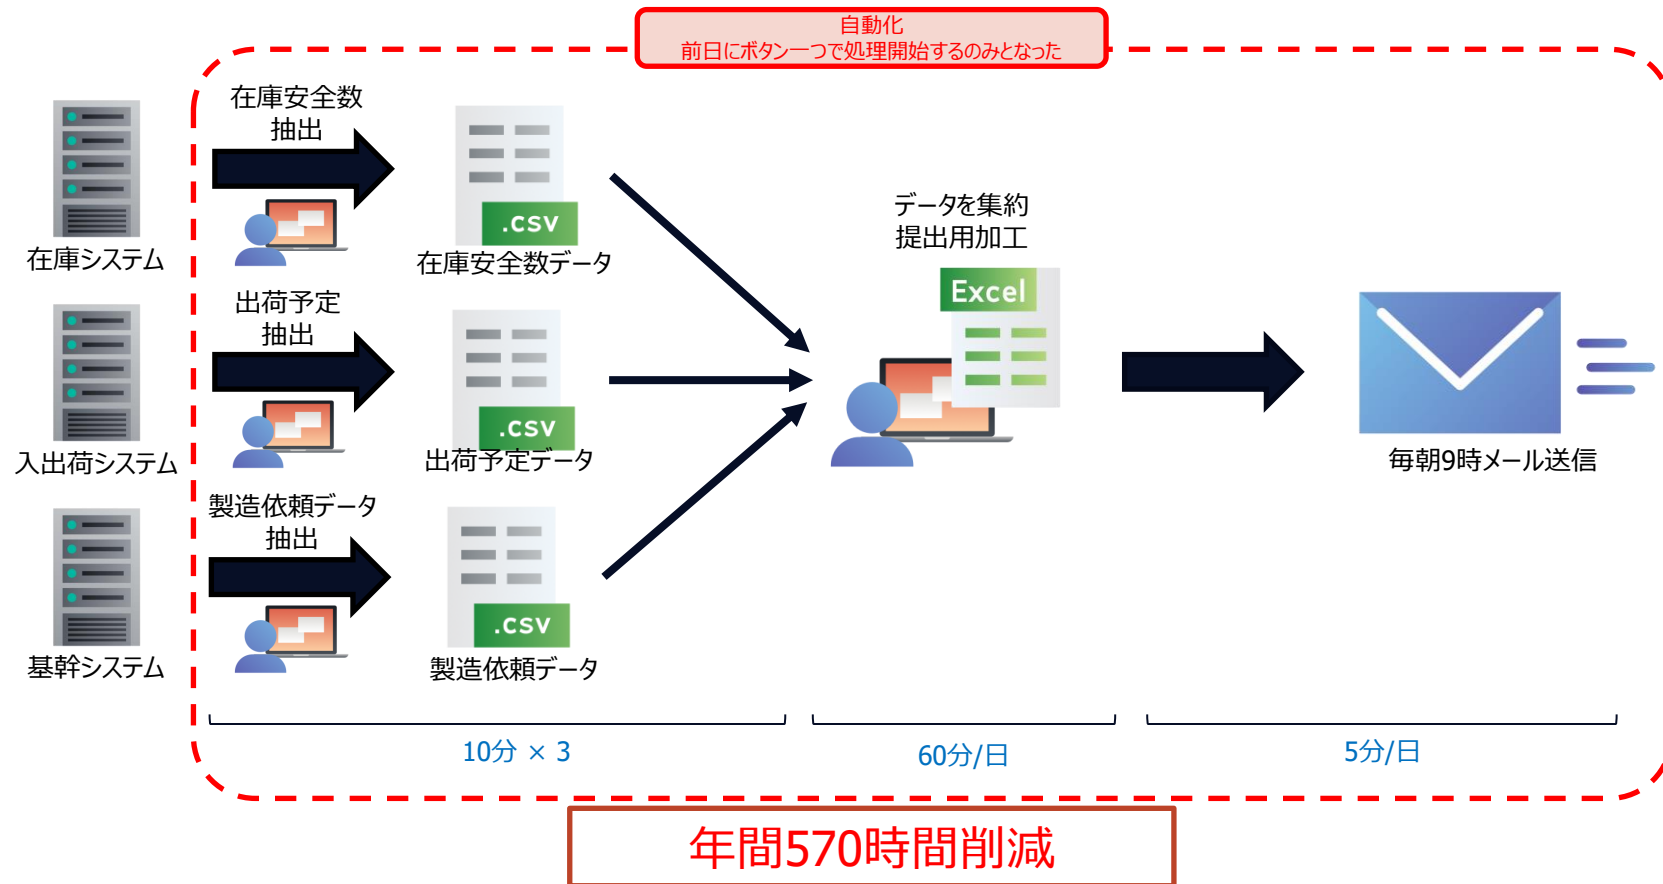 自動化
前日にボタン一つで処理開始するのみとなった
在庫安全数
抽出
.csv
在庫システム
在庫安全数データ
出荷予定
抽出
.csv
入出荷システム
出荷予定データ
製造依頼データ
抽出
.csv
基幹システム
製造依頼データ
データを集約
提出用加工
Excel
毎朝9時メール送信
10分 × 3
60分/日
5分/日
年間570時間削減